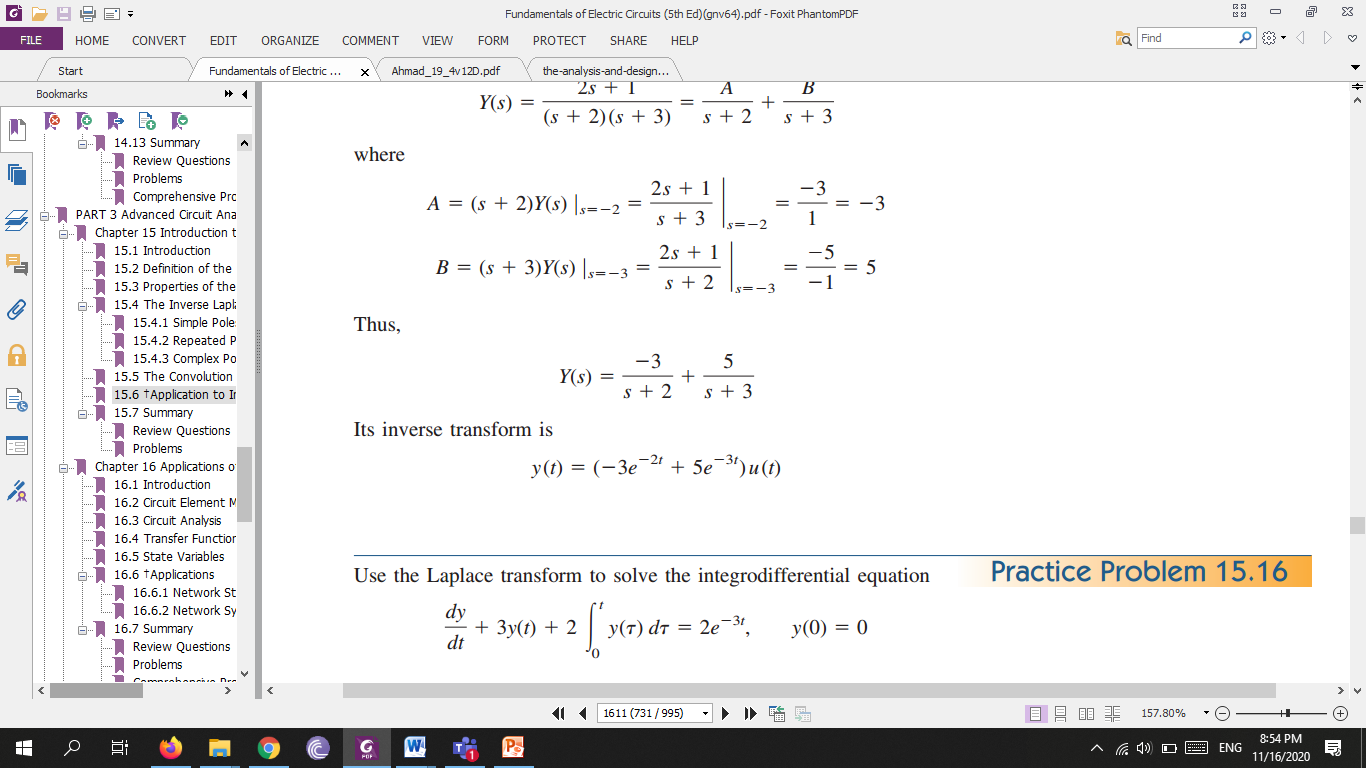 Fundamentals of Electric Circuits (5th Ed)(gnv64).pdf - Foxit PhantomPDF
FILE HOME CONVERT EDIT ORGANIZE COMMENT VIEW FORM PROTECT SHARE HELP Find
Start Fundamentals of Electric ... x Ahmad_19_4v12D.pdf the-analysis-and-design...
Bookmarks
14.13 Summary
Review Questions
Problems
Comprehensive Pro
PART 3 Advanced Circuit Ana
Chapter 15 Introduction t
15.1 Introduction
15.2 Definition of the
15.3 Properties of the
15.4 The Inverse Lapla
15.4.1 Simple Pole
15.4.2 Repeated P
15.4.3 Complex Po
15.5 The Convolution
15.6 †Application to In
15.7 Summary
Review Questions
Problems
Chapter 16 Applications o
16.1 Introduction
16.2 Circuit Element M
16.3 Circuit Analysis
16.4 Transfer Function
16.5 State Variables
16.6 †Applications
16.6.1 Network St
16.6.2 Network Sy
16.7 Summary
Review Questions
Problems
Comprehensive Pro
Y(s) = 2s + 1 / (s + 2)(s + 3) = A / s + 2 + B / s + 3
where
A = (s + 2)Y(s) |s=−2 = 2s + 1 / s + 3 |s=−2 = −3 / 1 = −3
B = (s + 3)Y(s) |s=−3 = 2s + 1 / s + 2 |s=−3 = −5 / −1 = 5
Thus,
Y(s) = −3 / s + 2 + 5 / s + 3
Its inverse transform is
y(t) = (−3e^−2t + 5e^−3t)u(t)
Practice Problem 15.16
Use the Laplace transform to solve the integrodifferential equation
dy/dt + 3y(t) + 2 ∫₀ᵗ y(τ) dτ = 2e^−3t, y(0) = 0
1611 (731 / 995)
157.80%
ENG
8:54 PM
11/16/2020
1